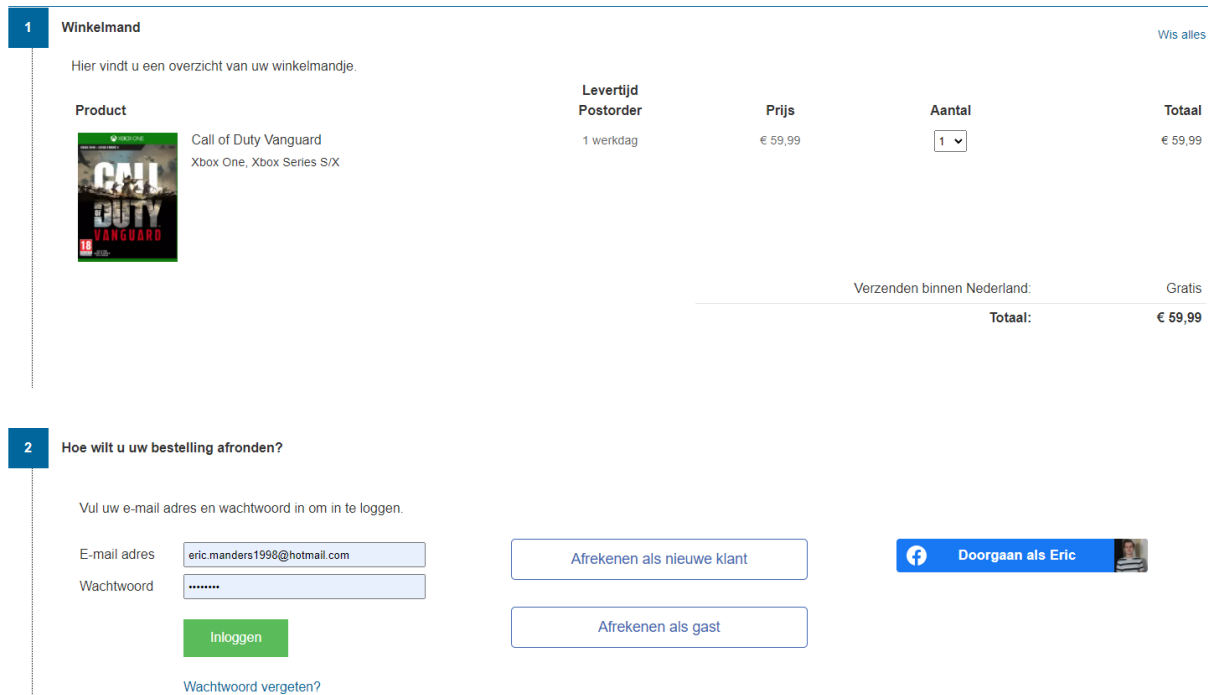 1 Winkelmand
Wis alles
Hier vindt u een overzicht van uw winkelmandje.
Product Levertijd Postorder Prijs Aantal Totaal
XBOX ONE
CALL OF DUTY
VANGUARD
18
Call of Duty Vanguard 1 werkdag € 59,99 1 € 59,99
Xbox One, Xbox Series S/X
Verzenden binnen Nederland: Gratis
Totaal: € 59,99
2 Hoe wilt u uw bestelling afronden?
Vul uw e-mail adres en wachtwoord in om in te loggen.
E-mail adres eric.manders1998@hotmail.com
Wachtwoord ••••••••
Inloggen
Wachtwoord vergeten?
Afrekenen als nieuwe klant
Afrekenen als gast
Doorgaan als Eric